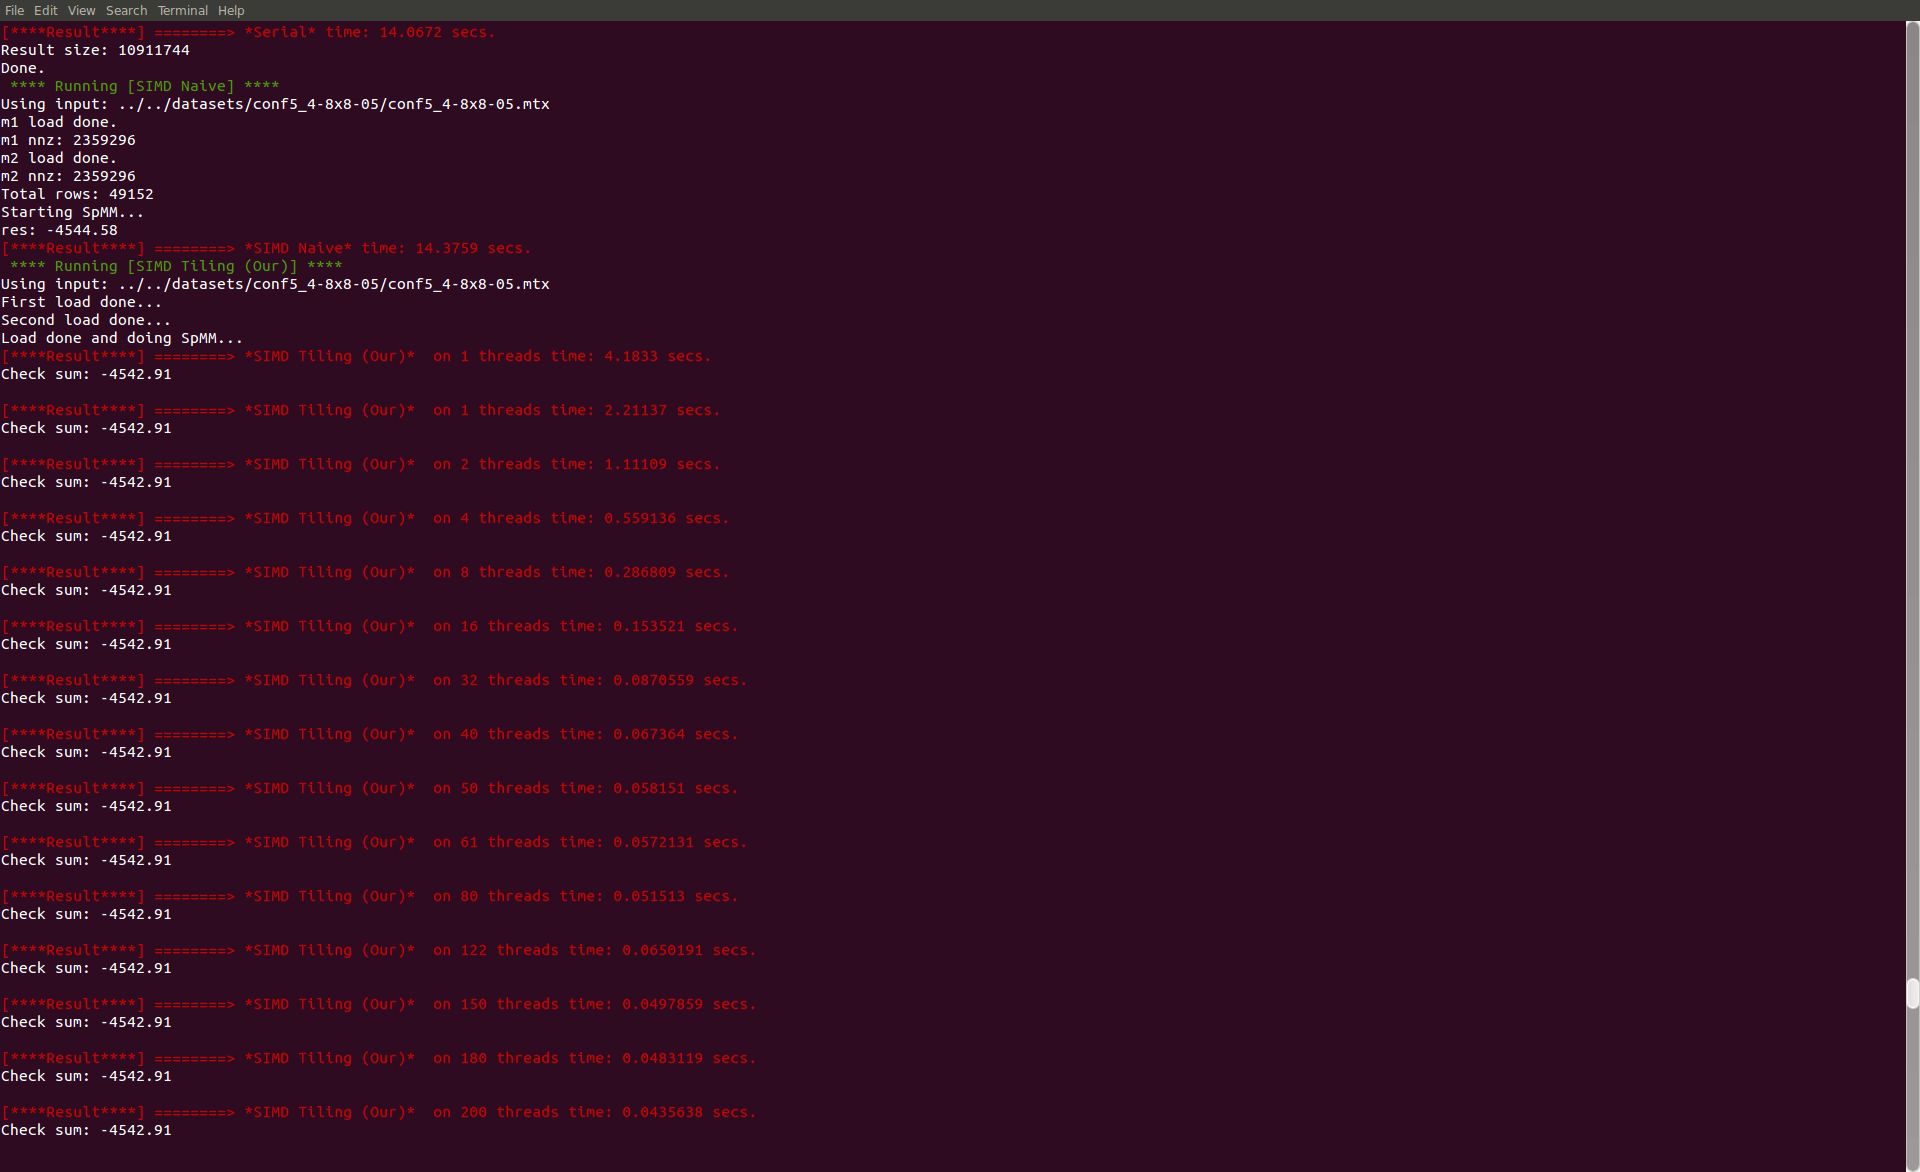 File Edit View Search Terminal Help
[****Result****] ========> *Serial* time: 14.0672 secs.
Result size: 10911744
Done.
 **** Running [SIMD Naive] ****
Using input: ../../datasets/conf5_4-8x8-05/conf5_4-8x8-05.mtx
m1 load done.
m1 nnz: 2359296
m2 load done.
m2 nnz: 2359296
Total rows: 49152
Starting SpMM...
res: -4544.58
[****Result****] ========> *SIMD Naive* time: 14.3759 secs.
 **** Running [SIMD Tiling (Our)] ****
Using input: ../../datasets/conf5_4-8x8-05/conf5_4-8x8-05.mtx
First load done...
Second load done...
Load done and doing SpMM...
[****Result****] ========> *SIMD Tiling (Our)*  on 1 threads time: 4.1833 secs.
Check sum: -4542.91
[****Result****] ========> *SIMD Tiling (Our)*  on 1 threads time: 2.21137 secs.
Check sum: -4542.91
[****Result****] ========> *SIMD Tiling (Our)*  on 2 threads time: 1.11109 secs.
Check sum: -4542.91
[****Result****] ========> *SIMD Tiling (Our)*  on 4 threads time: 0.559136 secs.
Check sum: -4542.91
[****Result****] ========> *SIMD Tiling (Our)*  on 8 threads time: 0.286809 secs.
Check sum: -4542.91
[****Result****] ========> *SIMD Tiling (Our)*  on 16 threads time: 0.153521 secs.
Check sum: -4542.91
[****Result****] ========> *SIMD Tiling (Our)*  on 32 threads time: 0.0870559 secs.
Check sum: -4542.91
[****Result****] ========> *SIMD Tiling (Our)*  on 40 threads time: 0.067364 secs.
Check sum: -4542.91
[****Result****] ========> *SIMD Tiling (Our)*  on 50 threads time: 0.058151 secs.
Check sum: -4542.91
[****Result****] ========> *SIMD Tiling (Our)*  on 61 threads time: 0.0572131 secs.
Check sum: -4542.91
[****Result****] ========> *SIMD Tiling (Our)*  on 80 threads time: 0.051513 secs.
Check sum: -4542.91
[****Result****] ========> *SIMD Tiling (Our)*  on 122 threads time: 0.0650191 secs.
Check sum: -4542.91
[****Result****] ========> *SIMD Tiling (Our)*  on 150 threads time: 0.0497859 secs.
Check sum: -4542.91
[****Result****] ========> *SIMD Tiling (Our)*  on 180 threads time: 0.0483119 secs.
Check sum: -4542.91
[****Result****] ========> *SIMD Tiling (Our)*  on 200 threads time: 0.0435638 secs.
Check sum: -4542.91